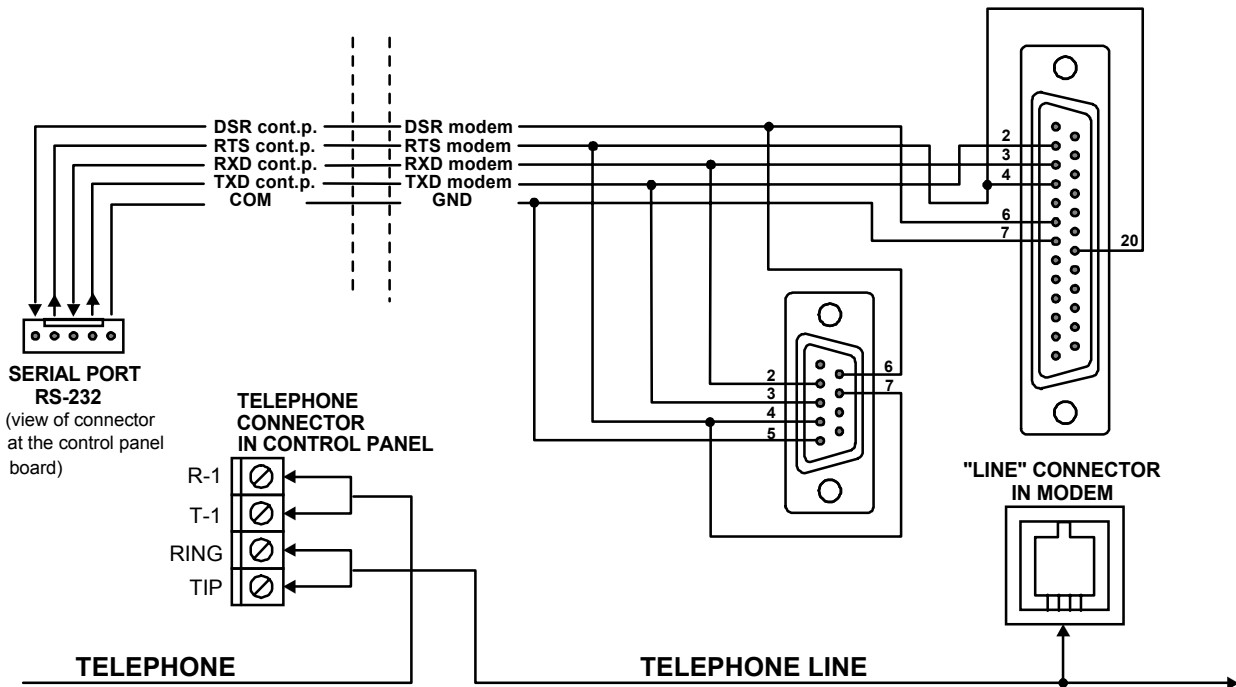 DSR cont.p. DSR modem
RTS cont.p. RTS modem
RXD cont.p. RXD modem
TXD cont.p. TXD modem
COM GND
2
3
4
6
7
20
SERIAL PORT
RS-232
(view of connector
at the control panel
board)
2
3
4
5
6
7
TELEPHONE
CONNECTOR
IN CONTROL PANEL
R-1
T-1
RING
TIP
"LINE" CONNECTOR
IN MODEM
TELEPHONE
TELEPHONE LINE